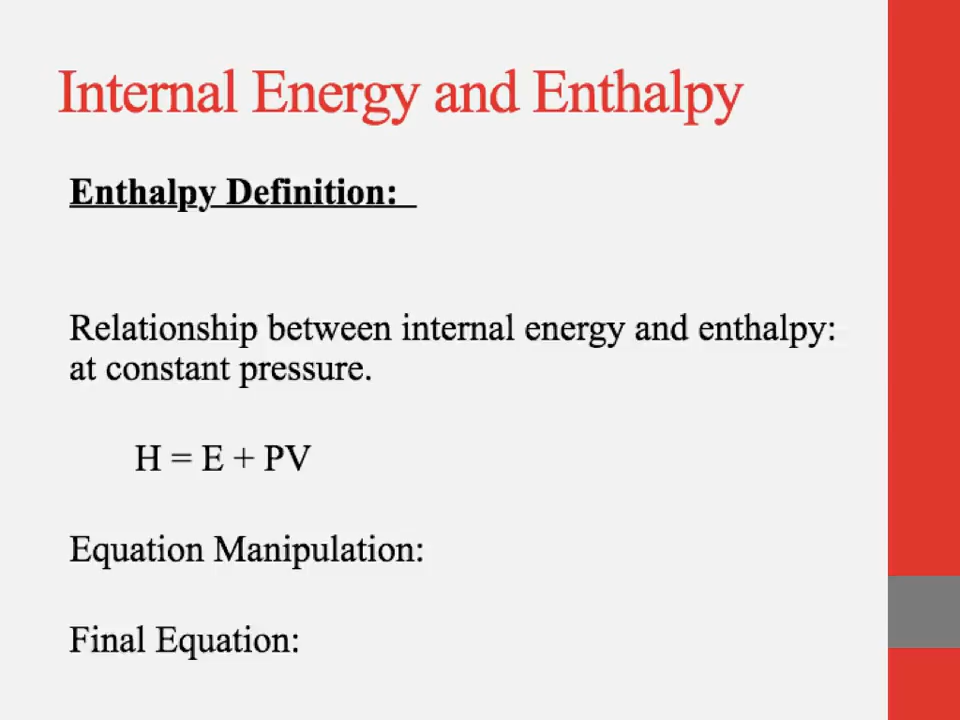 Internal Energy and Enthalpy
Enthalpy Definition:
Relationship between internal energy and enthalpy:
at constant pressure.
H = E + PV
Equation Manipulation:
Final Equation: